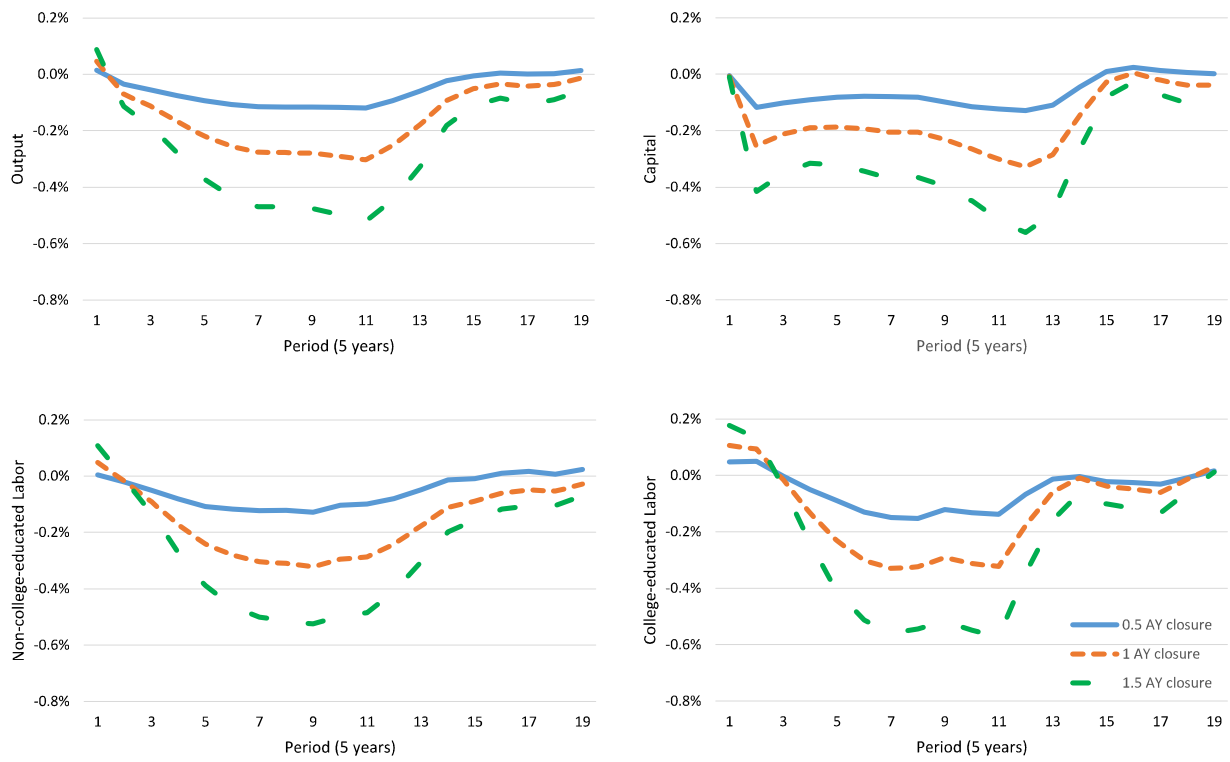 0.2%
0.0%
-0.2%
-0.4%
-0.6%
-0.8%
Output
1 3 5 7 9 11 13 15 17 19
Period (5 years)
0.2%
0.0%
-0.2%
-0.4%
-0.6%
-0.8%
Capital
1 3 5 7 9 11 13 15 17 19
Period (5 years)
0.2%
0.0%
-0.2%
-0.4%
-0.6%
-0.8%
Non-college-educated Labor
1 3 5 7 9 11 13 15 17 19
Period (5 years)
0.2%
0.0%
-0.2%
-0.4%
-0.6%
-0.8%
College-educated Labor
0.5 AY closure
1 AY closure
1.5 AY closure
1 3 5 7 9 11 13 15 17 19
Period (5 years)